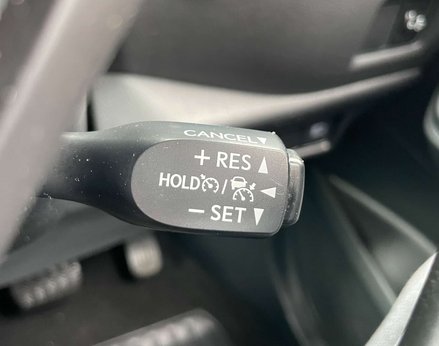 CANCEL▼
+ RES ▲
HOLD / ◀
− SET ▼